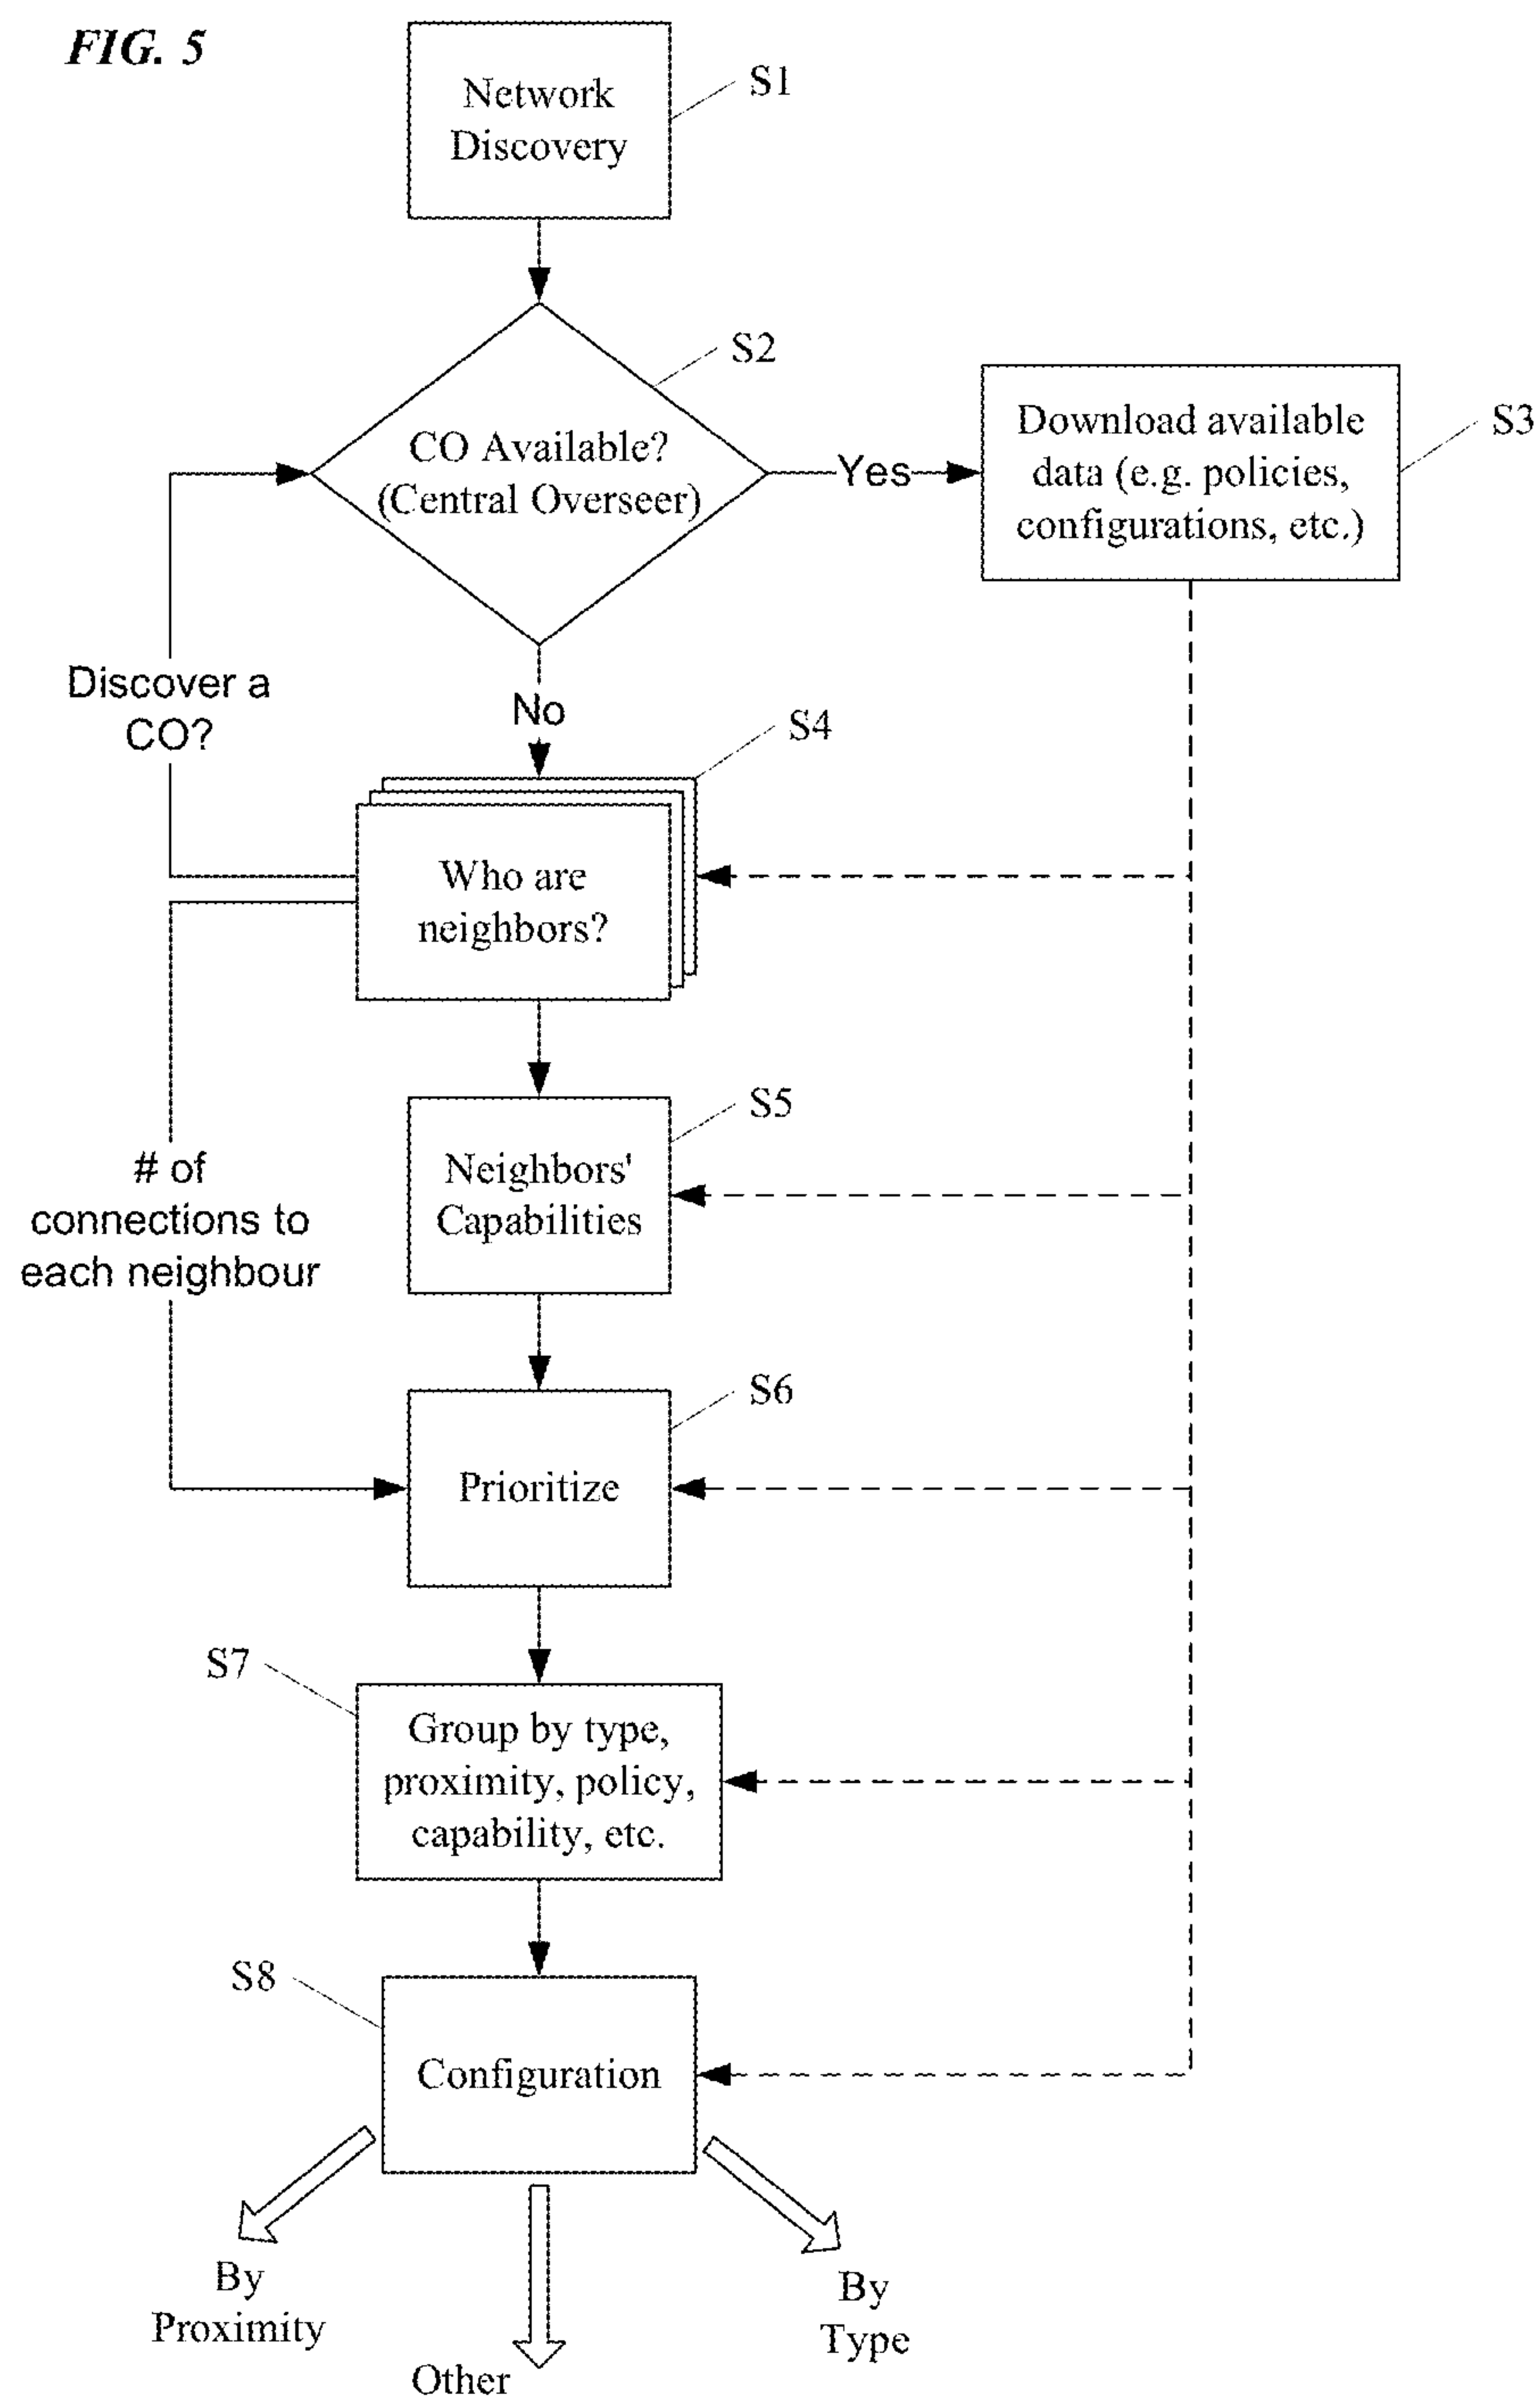 FIG. 5
Network
Discovery
S1
S2
CO Available?
(Central Overseer)
Yes
Download available
data (e.g. policies,
configurations, etc.)
S3
Discover a
CO?
No
S4
Who are
neighbors?
S5
Neighbors'
Capabilities
# of
connections to
each neighbour
S6
Prioritize
S7
Group by type,
proximity, policy,
capability, etc.
S8
Configuration
By
Proximity
Other
By
Type